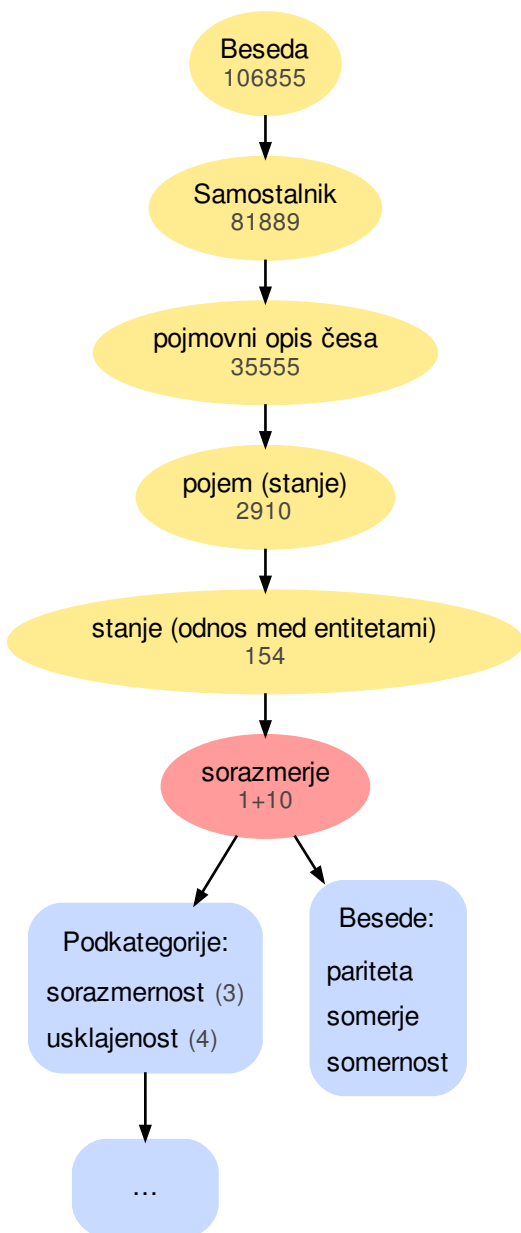 Beseda
106855
Samostalnik
81889
pojmovni opis česa
35555
pojem (stanje)
2910
stanje (odnos med entitetami)
154
sorazmerje
1+10
Podkategorije:
sorazmernost (3)
usklajenost (4)
Besede:
pariteta
somerje
somernost
...